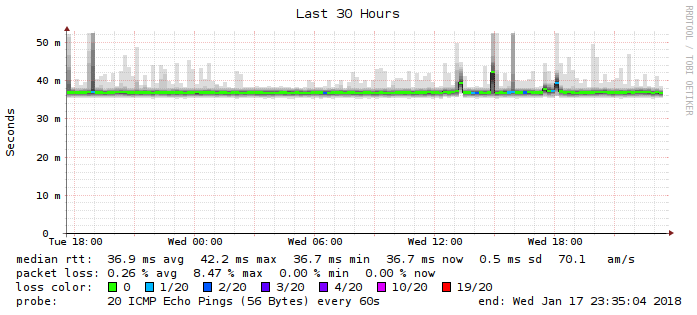 Last 30 Hours
RRDTOOL / TOBI OETIKER
Seconds
50 m
40 m
30 m
20 m
10 m
0
Tue 18:00 Wed 00:00 Wed 06:00 Wed 12:00 Wed 18:00
median rtt: 36.9 ms avg 42.2 ms max 36.7 ms min 36.7 ms now 0.5 ms sd 70.1 am/s
packet loss: 0.26 % avg 8.47 % max 0.00 % min 0.00 % now
loss color: 0 1/20 2/20 3/20 4/20 10/20 19/20
probe: 20 ICMP Echo Pings (56 Bytes) every 60s end: Wed Jan 17 23:35:04 2018